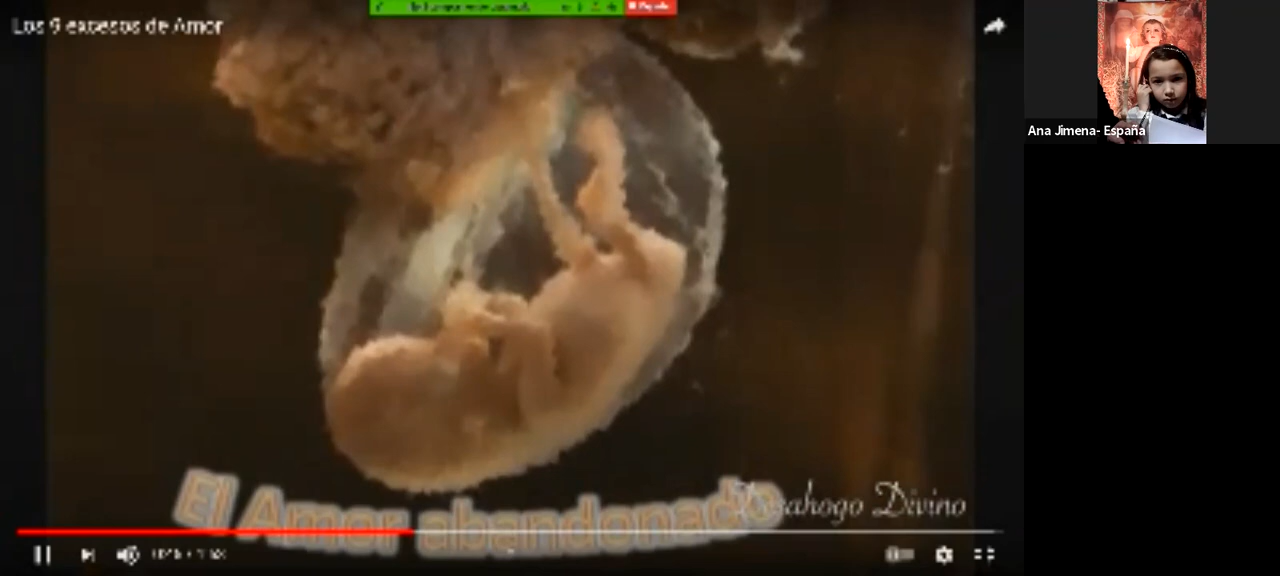 Los 9 excesos de Amor
Ana Jimena- España
El Amor abandonado
Desahogo Divino